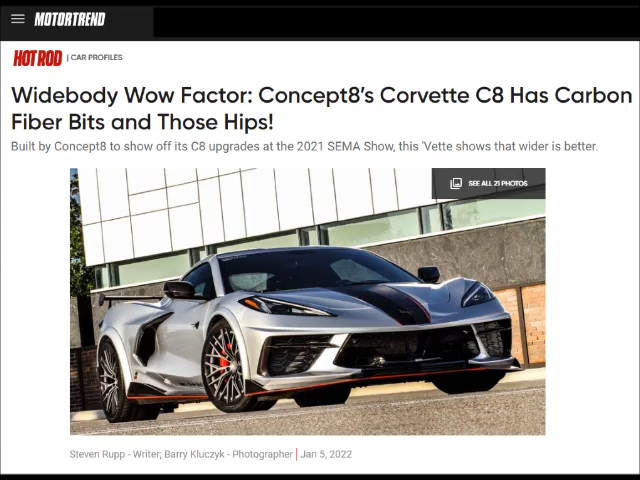 MOTORTREND
HOT ROD | CAR PROFILES
Widebody Wow Factor: Concept8's Corvette C8 Has Carbon
Fiber Bits and Those Hips!
Built by Concept8 to show off its C8 upgrades at the 2021 SEMA Show, this 'Vette shows that wider is better.
SEE ALL 21 PHOTOS
Steven Rupp - Writer; Barry Kluczyk - Photographer | Jan 5, 2022